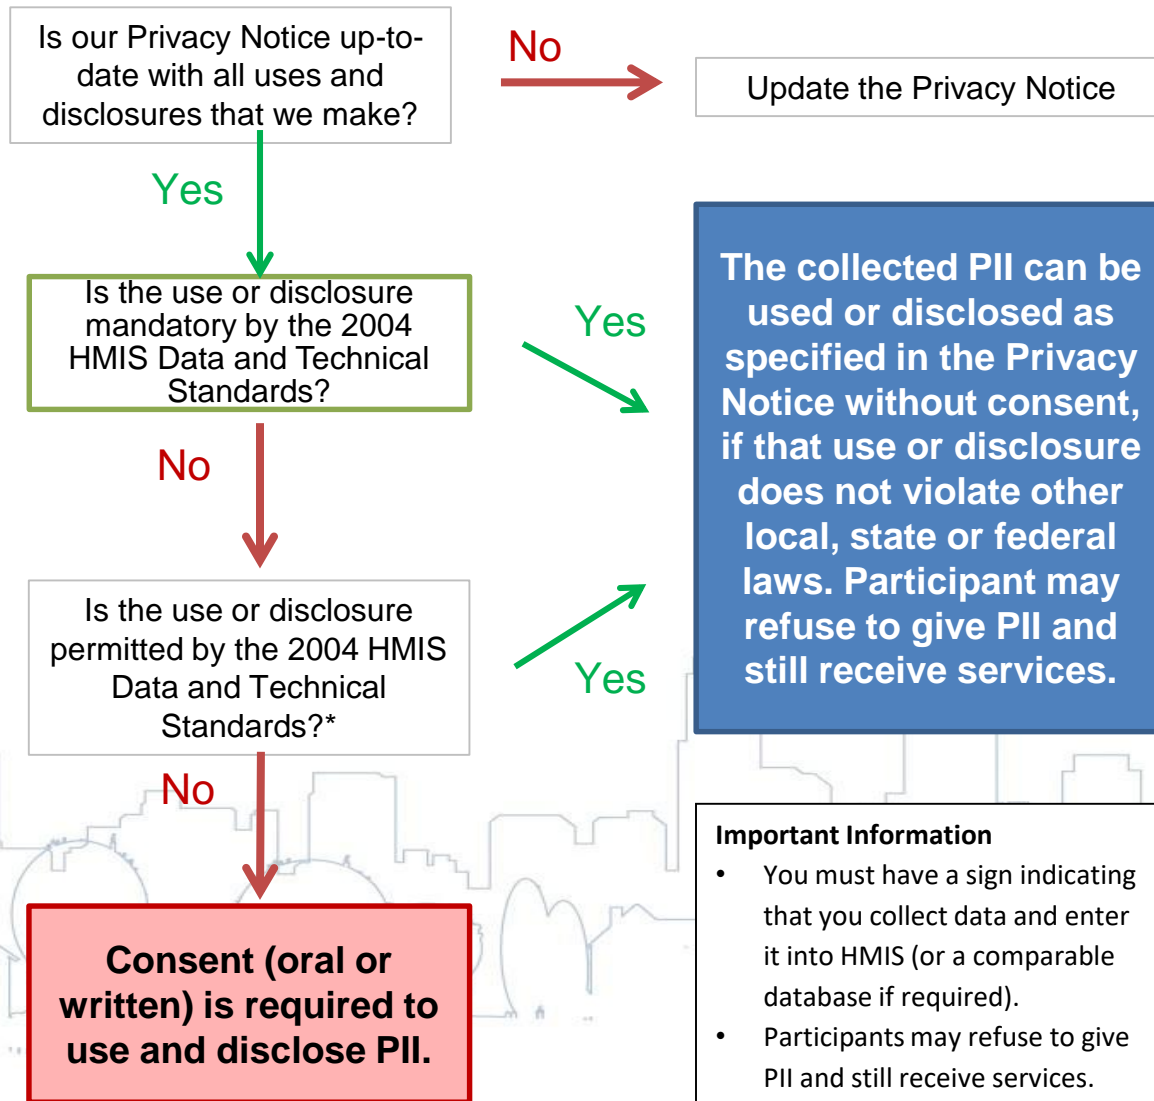 Is our Privacy Notice up-to-
date with all uses and
disclosures that we make?
No
Update the Privacy Notice
Yes
Is the use or disclosure
mandatory by the 2004
HMIS Data and Technical
Standards?
Yes
The collected PII can be
used or disclosed as
specified in the Privacy
Notice without consent,
if that use or disclosure
does not violate other
local, state or federal
laws. Participant may
refuse to give PII and
still receive services.
No
Is the use or disclosure
permitted by the 2004 HMIS
Data and Technical
Standards?*
Yes
No
Consent (oral or
written) is required to
use and disclose PII.
Important Information
• You must have a sign indicating
that you collect data and enter
it into HMIS (or a comparable
database if required).
• Participants may refuse to give
PII and still receive services.